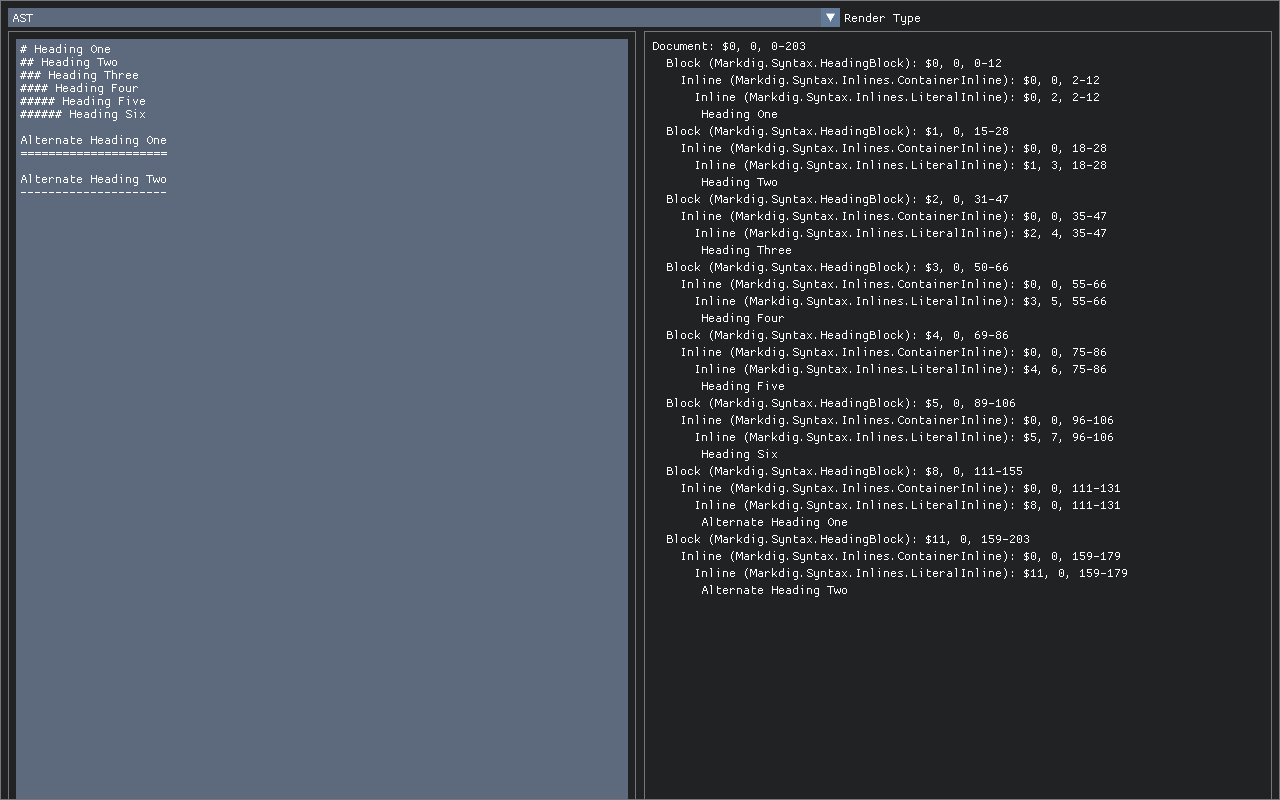 AST
Render Type
# Heading One
## Heading Two
### Heading Three
#### Heading Four
##### Heading Five
###### Heading Six
Alternate Heading One
=====================
Alternate Heading Two
---------------------
Document: $0, 0, 0-203
Block (Markdig.Syntax.HeadingBlock): $0, 0, 0-12
Inline (Markdig.Syntax.Inlines.ContainerInline): $0, 0, 2-12
Inline (Markdig.Syntax.Inlines.LiteralInline): $0, 2, 2-12
Heading One
Block (Markdig.Syntax.HeadingBlock): $1, 0, 15-28
Inline (Markdig.Syntax.Inlines.ContainerInline): $0, 0, 18-28
Inline (Markdig.Syntax.Inlines.LiteralInline): $1, 3, 18-28
Heading Two
Block (Markdig.Syntax.HeadingBlock): $2, 0, 31-47
Inline (Markdig.Syntax.Inlines.ContainerInline): $0, 0, 35-47
Inline (Markdig.Syntax.Inlines.LiteralInline): $2, 4, 35-47
Heading Three
Block (Markdig.Syntax.HeadingBlock): $3, 0, 50-66
Inline (Markdig.Syntax.Inlines.ContainerInline): $0, 0, 55-66
Inline (Markdig.Syntax.Inlines.LiteralInline): $3, 5, 55-66
Heading Four
Block (Markdig.Syntax.HeadingBlock): $4, 0, 69-86
Inline (Markdig.Syntax.Inlines.ContainerInline): $0, 0, 75-86
Inline (Markdig.Syntax.Inlines.LiteralInline): $4, 6, 75-86
Heading Five
Block (Markdig.Syntax.HeadingBlock): $5, 0, 89-106
Inline (Markdig.Syntax.Inlines.ContainerInline): $0, 0, 96-106
Inline (Markdig.Syntax.Inlines.LiteralInline): $5, 7, 96-106
Heading Six
Block (Markdig.Syntax.HeadingBlock): $8, 0, 111-155
Inline (Markdig.Syntax.Inlines.ContainerInline): $0, 0, 111-131
Inline (Markdig.Syntax.Inlines.LiteralInline): $8, 0, 111-131
Alternate Heading One
Block (Markdig.Syntax.HeadingBlock): $11, 0, 159-203
Inline (Markdig.Syntax.Inlines.ContainerInline): $0, 0, 159-179
Inline (Markdig.Syntax.Inlines.LiteralInline): $11, 0, 159-179
Alternate Heading Two